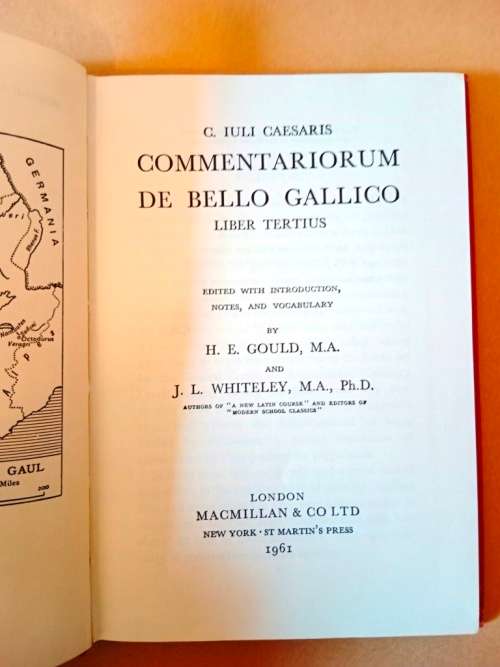 GERMANIA
Octodurus
GAUL
Miles
200
C. IULI CAESARIS
COMMENTARIORUM
DE BELLO GALLICO
LIBER TERTIUS
EDITED WITH INTRODUCTION,
NOTES, AND VOCABULARY
BY
H. E. GOULD, M.A.
AND
J. L. WHITELEY, M.A., PH.D.
AUTHORS OF "A NEW LATIN COURSE" AND EDITORS OF
"MODERN SCHOOL CLASSICS"
LONDON
MACMILLAN & CO LTD
NEW YORK · ST MARTIN'S PRESS
1961